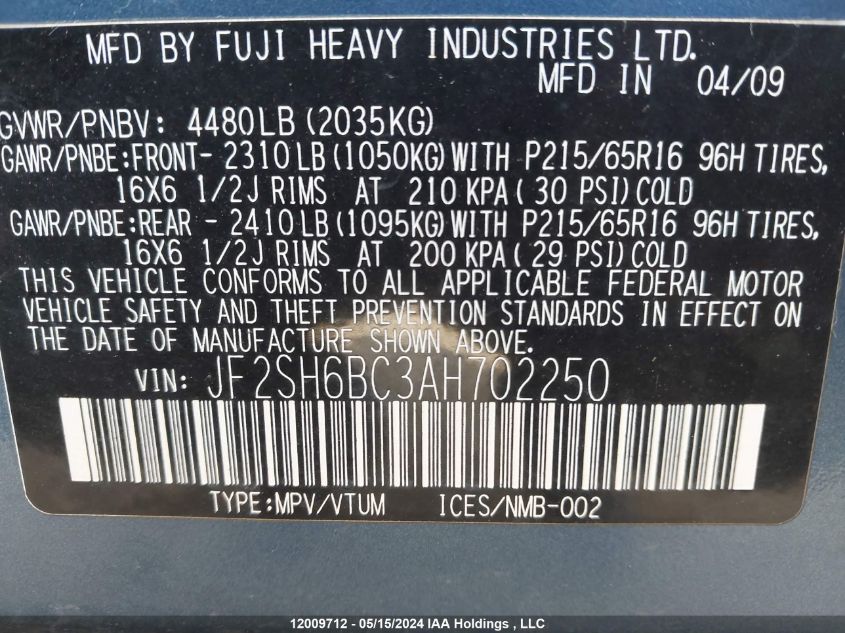 MFD BY FUJI HEAVY INDUSTRIES LTD.
MFD IN 04/09
GVWR/PNBV: 4480LB (2035KG)
GAWR/PNBE:FRONT- 2310LB (1050KG)WITH P215/65R16 96H TIRES,
16X6 1/2J RIMS AT 210 KPA( 30 PSI)COLD
GAWR/PNBE:REAR - 2410LB (1095KG)WITH P215/65R16 96H TIRES,
16X6 1/2J RIMS AT 200 KPA( 29 PSI)COLD
THIS VEHICLE CONFORMS TO ALL APPLICABLE FEDERAL MOTOR
VEHICLE SAFETY AND THEFT PREVENTION STANDARDS IN EFFECT ON
THE DATE OF MANUFACTURE SHOWN ABOVE.
VIN: JF2SH6BC3AH702250
TYPE:MPV/VTUM ICES/NMB-002
12009712 - 05/15/2024 IAA Holdings , LLC